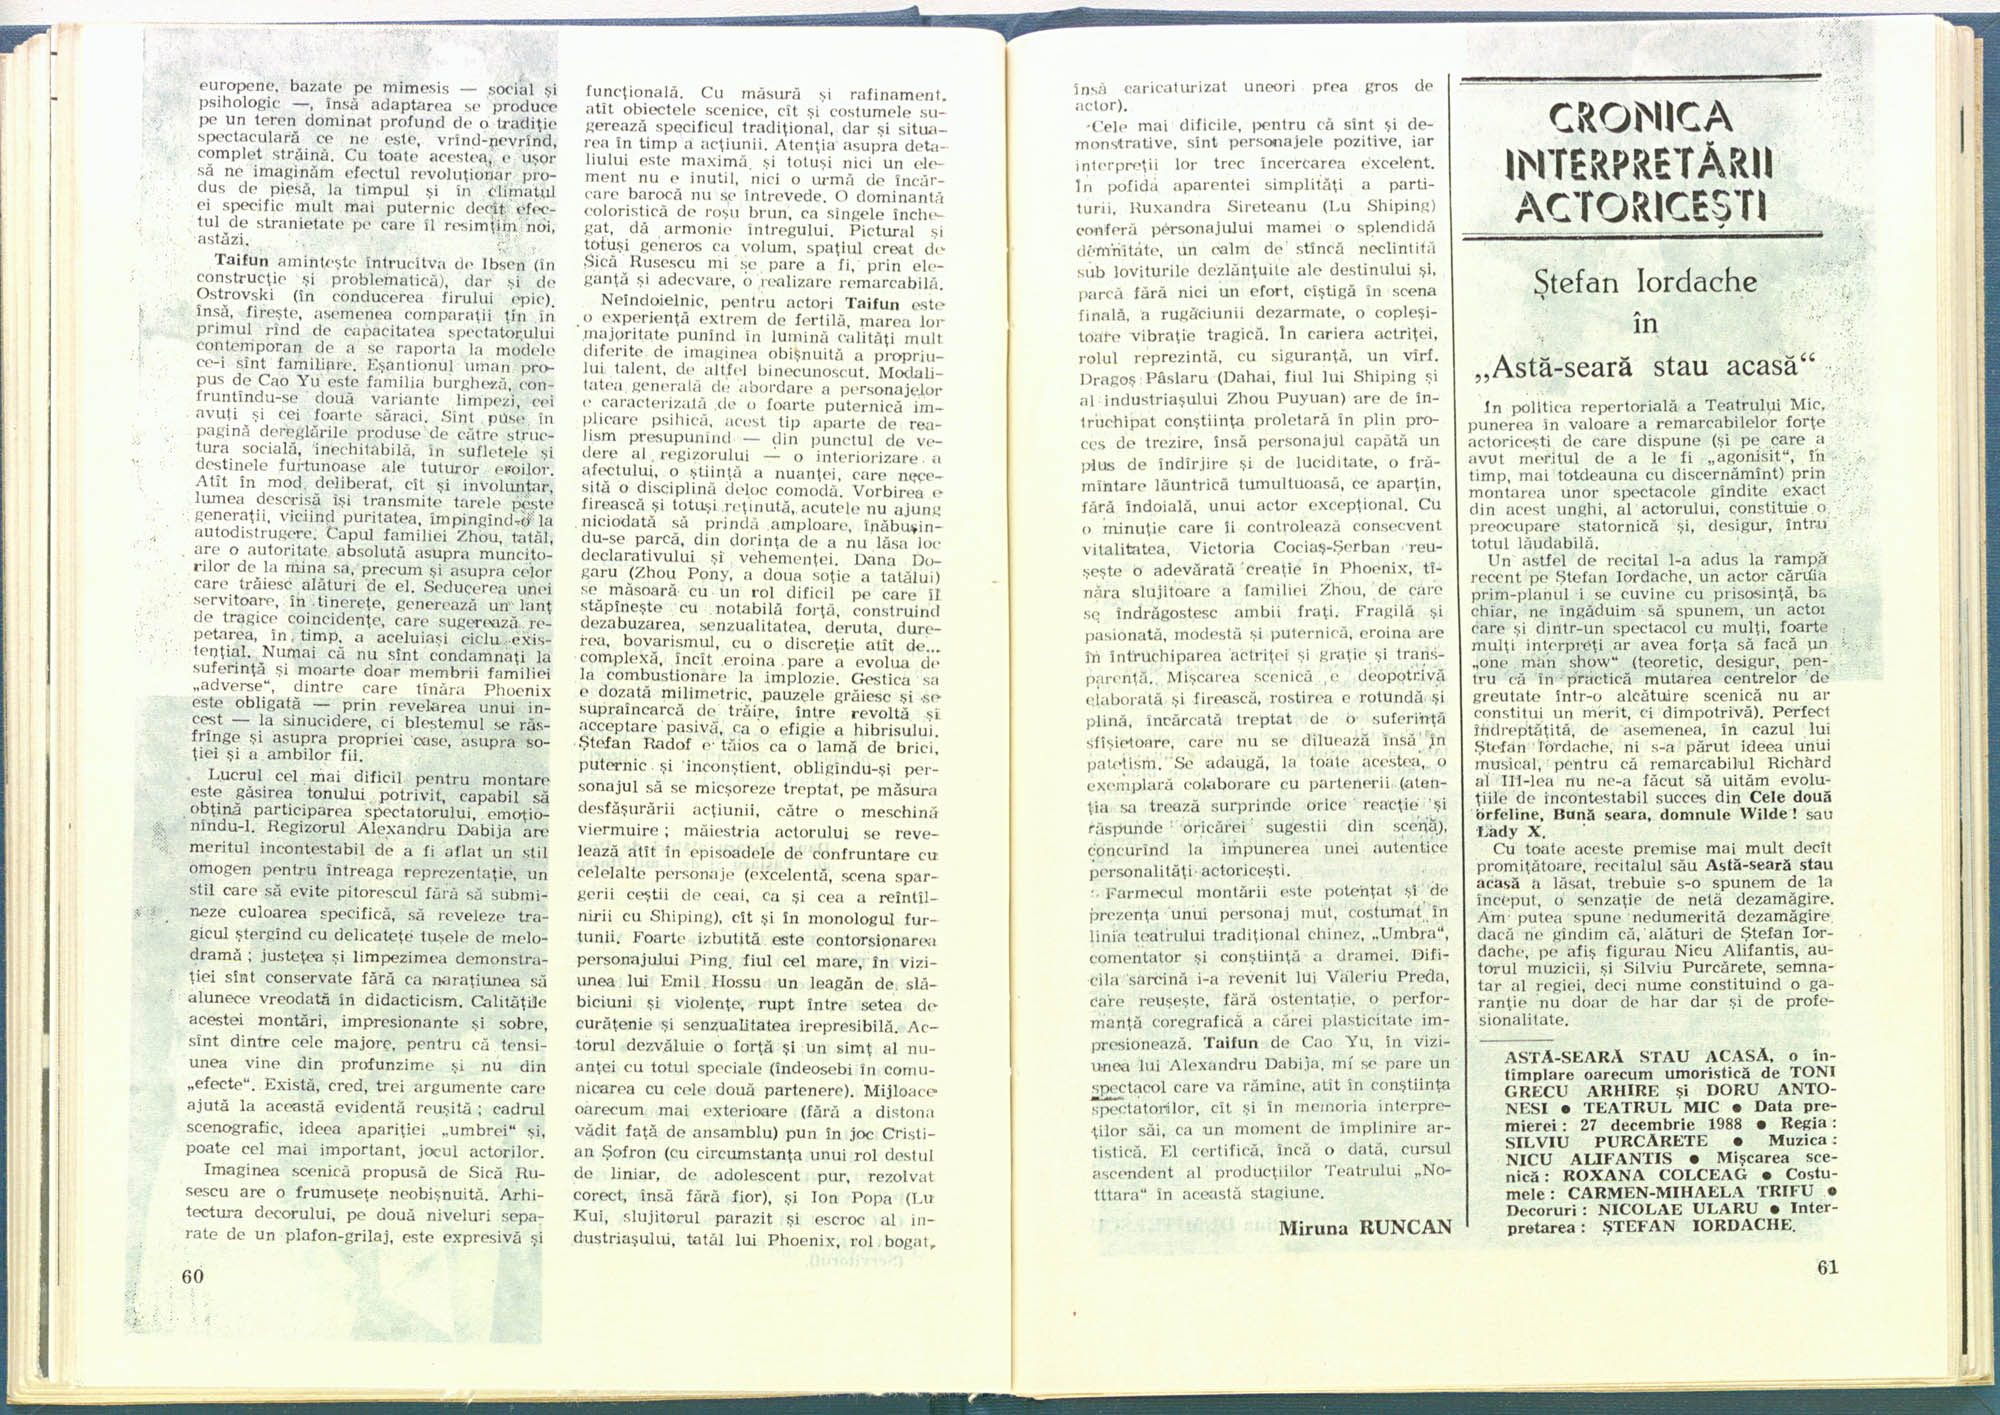 europene, bazate pe mimesis — social și
psihologic —, însă adaptarea se produce
pe un teren dominat profund de o tradiție
spectaculară ce ne este, vrînd-nevrînd,
complet străină. Cu toate acestea, e ușor
să ne imaginăm efectul revoluționar pro-
dus de piesă, la timpul și în climatul
ei specific mult mai puternic decît efec-
tul de stranietate pe care îl resimțim noi,
astăzi.
Taifun amintește întrucîtva de Ibsen (în
construcție și problematică), dar și de
Ostrovski (în conducerea firului epic),
însă, firește, asemenea comparații țin în
primul rînd de capacitatea spectatorului
contemporan de a se raporta la modele
ce-i sînt familiare. Eșantionul uman pro-
pus de Cao Yu este familia burgheză, con-
fruntîndu-se două variante limpezi, cei
avuți și cei foarte săraci. Sînt puse în
pagină dereglările produse de către struc-
tura socială, inechitabilă, în sufletele și
destinele furtunoase ale tuturor eroilor.
Atît în mod deliberat, cît și involuntar,
lumea descrisă își transmite tarele peste
generații, viciind puritatea, împingînd-o la
autodistrugere. Capul familiei Zhou, tatăl,
are o autoritate absolută asupra muncito-
rilor de la mina sa, precum și asupra celor
care trăiesc alături de el. Seducerea unei
servitoare, în tinerețe, generează un lanț
de tragice coincidențe, care sugerează re-
petarea, în timp, a aceluiași ciclu exis-
tențial. Numai că nu sînt condamnați la
suferință și moarte doar membrii familiei
„adverse“, dintre care tînăra Phoenix
este obligată — prin revelarea unui in-
cest — la sinucidere, ci blestemul se răs-
frînge și asupra propriei case, asupra so-
ției și a ambilor fii.
Lucrul cel mai dificil pentru montare
este găsirea tonului potrivit, capabil să
obțină participarea spectatorului, emoțio-
nîndu-l. Regizorul Alexandru Dabija are
meritul incontestabil de a fi aflat un stil
omogen pentru întreaga reprezentație, un
stil care să evite pitorescul fără să submi-
neze culoarea specifică, să reveleze tra-
gicul ștergînd cu delicatețe tușele de melo-
dramă ; justețea și limpezimea demonstra-
ției sînt conservate fără ca narațiunea să
alunece vreodată în didacticism. Calitățile
acestei montări, impresionante și sobre,
sînt dintre cele majore, pentru că tensi-
unea vine din profunzime și nu din
„efecte“. Există, cred, trei argumente care
ajută la această evidentă reușită ; cadrul
scenografic, ideea apariției „umbrei“ și,
poate cel mai important, jocul actorilor.
Imaginea scenică propusă de Sică Ru-
sescu are o frumusețe neobișnuită. Arhi-
tectura decorului, pe două niveluri sepa-
rate de un plafon-grilaj, este expresivă și
60
funcțională. Cu măsură și rafinament,
atît obiectele scenice, cît și costumele su-
gerează specificul tradițional, dar și situa-
rea în timp a acțiunii. Atenția asupra deta-
liului este maximă și totuși nici un ele-
ment nu e inutil, nici o urmă de încăr-
care barocă nu se întrevede. O dominantă
coloristică de roșu brun, ca sîngele înche-
gat, dă armonie întregului. Pictural și
totuși generos ca volum, spațiul creat de
Sică Rusescu mi se pare a fi, prin ele-
ganță și adecvare, o realizare remarcabilă.
Neîndoielnic, pentru actori Taifun este
o experiență extrem de fertilă, marea lor
majoritate punînd în lumină calități mult
diferite de imaginea obișnuită a propriu-
lui talent, de altfel binecunoscut. Modali-
tatea generală de abordare a personajelor
e caracterizată de o foarte puternică im-
plicare psihică, acest tip aparte de rea-
lism presupunînd — din punctul de ve-
dere al regizorului — o interiorizare a
afectului, o știință a nuanței, care nece-
sită o disciplină deloc comodă. Vorbirea e
firească și totuși reținută, acutele nu ajung
niciodată să prindă amploare, înăbușin-
du-se parcă, din dorința de a nu lăsa loc
declarativului și vehemenței. Dana Do-
garu (Zhou Pony, a doua soție a tatălui)
se măsoară cu un rol dificil pe care îl
stăpînește cu notabilă forță, construind
dezabuzarea, senzualitatea, deruta, dure-
rea, bovarismul, cu o discreție atît de...
complexă, încît eroina pare a evolua de
la combustionare la implozie. Gestica sa
e dozată milimetric, pauzele grăiesc și se
supraîncarcă de trăire, între revoltă și
acceptare pasivă, ca o efigie a hibrisului.
Ștefan Radof e tăios ca o lamă de brici,
puternic și inconștient, obligîndu-și per-
sonajul să se micșoreze treptat, pe măsura
desfășurării acțiunii, către o meschină
viermuire ; măiestria actorului se reve-
lează atît în episoadele de confruntare cu
celelalte personaje (excelentă, scena spar-
gerii ceștii de ceai, ca și cea a reîntîl-
nirii cu Shiping), cît și în monologul fur-
tunii. Foarte izbutită este contorsionarea
personajului Ping, fiul cel mare, în vizi-
unea lui Emil Hossu un leagăn de slă-
biciuni și violențe, rupt între setea de
curățenie și senzualitatea irepresibilă. Ac-
torul dezvăluie o forță și un simț al nu-
anței cu totul speciale (îndeosebi în comu-
nicarea cu cele două partenere). Mijloace
oarecum mai exterioare (fără a distona
vădit față de ansamblu) pun în joc Cristi-
an Șofron (cu circumstanța unui rol destul
de liniar, de adolescent pur, rezolvat
corect, însă fără fior), și Ion Popa (Lu
Kui, slujitorul parazit și escroc al in-
dustriașului, tatăl lui Phoenix, rol bogat,
însă caricaturizat uneori prea gros de
actor).
Cele mai dificile, pentru că sînt și de-
monstrative, sînt personajele pozitive, iar
interpreții lor trec încercarea excelent.
În pofida aparentei simplități a parti-
turii, Ruxandra Sireteanu (Lu Shiping)
conferă personajului mamei o splendidă
demnitate, un calm de stîncă neclintită
sub loviturile dezlănțuite ale destinului și,
parcă fără nici un efort, cîștigă în scena
finală, a rugăciunii dezarmate, o copleși-
toare vibrație tragică. În cariera actriței,
rolul reprezintă, cu siguranță, un vîrf.
Dragoș Pâslaru (Dahai, fiul lui Shiping și
al industriașului Zhou Puyuan) are de în-
truchipat conștiința proletară în plin pro-
ces de trezire, însă personajul capătă un
plus de îndîrjire și de luciditate, o fră-
mîntare lăuntrică tumultuoasă, ce aparțin,
fără îndoială, unui actor excepțional. Cu
o minuție care îi controlează consecvent
vitalitatea, Victoria Cociaș-Șerban reu-
șește o adevărată creație în Phoenix, tî-
năra slujitoare a familiei Zhou, de care
se îndrăgostesc ambii frați. Fragilă și
pasionată, modestă și puternică, eroina are
în întruchiparea actriței și grație și trans-
parență. Mișcarea scenică e deopotrivă
elaborată și firească, rostirea e rotundă și
plină, încărcată treptat de o suferință
sfîșietoare, care nu se diluează însă în
patetism. Se adaugă, la toate acestea, o
exemplară colaborare cu partenerii (aten-
ția sa trează surprinde orice reacție și
răspunde oricărei sugestii din scenă),
concurînd la impunerea unei autentice
personalități actoricești.
Farmecul montării este potențat și de
prezența unui personaj mut, costumat în
linia teatrului tradițional chinez, „Umbra“,
comentator și conștiință a dramei. Difi-
cila sarcină i-a revenit lui Valeriu Preda,
care reușește, fără ostentație, o perfor-
manță coregrafică a cărei plasticitate im-
presionează. Taifun de Cao Yu, în vizi-
unea lui Alexandru Dabija, mi se pare un
spectacol care va rămîne, atît în conștiința
spectatorilor, cît și în memoria interpre-
ților săi, ca un moment de împlinire ar-
tistică. El certifică, încă o dată, cursul
ascendent al producțiilor Teatrului „No-
tttara“ în această stagiune.
Miruna RUNCAN
CRONICA
INTERPRETĂRII
ACTORICEȘTI
Ștefan Iordache
în
„Astă-seară stau acasă“
În politica repertorială a Teatrului Mic,
punerea în valoare a remarcabilelor forțe
actoricești de care dispune (și pe care a
avut meritul de a le fi „agonisit“, în
timp, mai totdeauna cu discernămînt) prin
montarea unor spectacole gîndite exact
din acest unghi, al actorului, constituie o
preocupare statornică și, desigur, întru
totul lăudabilă.
Un astfel de recital l-a adus la rampă
recent pe Ștefan Iordache, un actor căruia
prim-planul i se cuvine cu prisosință, ba
chiar, ne îngăduim să spunem, un actor
care și dintr-un spectacol cu mulți, foarte
mulți interpreți ar avea forța să facă un
„one man show“ (teoretic, desigur, pen-
tru că în practică mutarea centrelor de
greutate într-o alcătuire scenică nu ar
constitui un merit, ci dimpotrivă). Perfect
îndreptățită, de asemenea, în cazul lui
Ștefan Iordache, ni s-a părut ideea unui
musical, pentru că remarcabilul Richard
al III-lea nu ne-a făcut să uităm evolu-
țiile de incontestabil succes din Cele două
orfeline, Bună seara, domnule Wilde ! sau
Lady X.
Cu toate aceste premise mai mult decît
promițătoare, recitalul său Astă-seară stau
acasă a lăsat, trebuie s-o spunem de la
început, o senzație de netă dezamăgire.
Am putea spune nedumerită dezamăgire
dacă ne gîndim că, alături de Ștefan Ior-
dache, pe afiș figurau Nicu Alifantis, au-
torul muzicii, și Silviu Purcărete, semna-
tar al regiei, deci nume constituind o ga-
ranție nu doar de har dar și de profe-
sionalitate.
ASTĂ-SEARĂ STAU ACASĂ, o în-
tîmplare oarecum umoristică de TONI
GRECU ARHIRE și DORU ANTO-
NESI ● TEATRUL MIC ● Data pre-
mierei : 27 decembrie 1988 ● Regia :
SILVIU PURCĂRETE ● Muzica :
NICU ALIFANTIS ● Mișcarea sce-
nică : ROXANA COLCEAG ● Costu-
mele : CARMEN-MIHAELA TRIFU ●
Decoruri : NICOLAE ULARU ● Inter-
pretarea : ȘTEFAN IORDACHE.
61